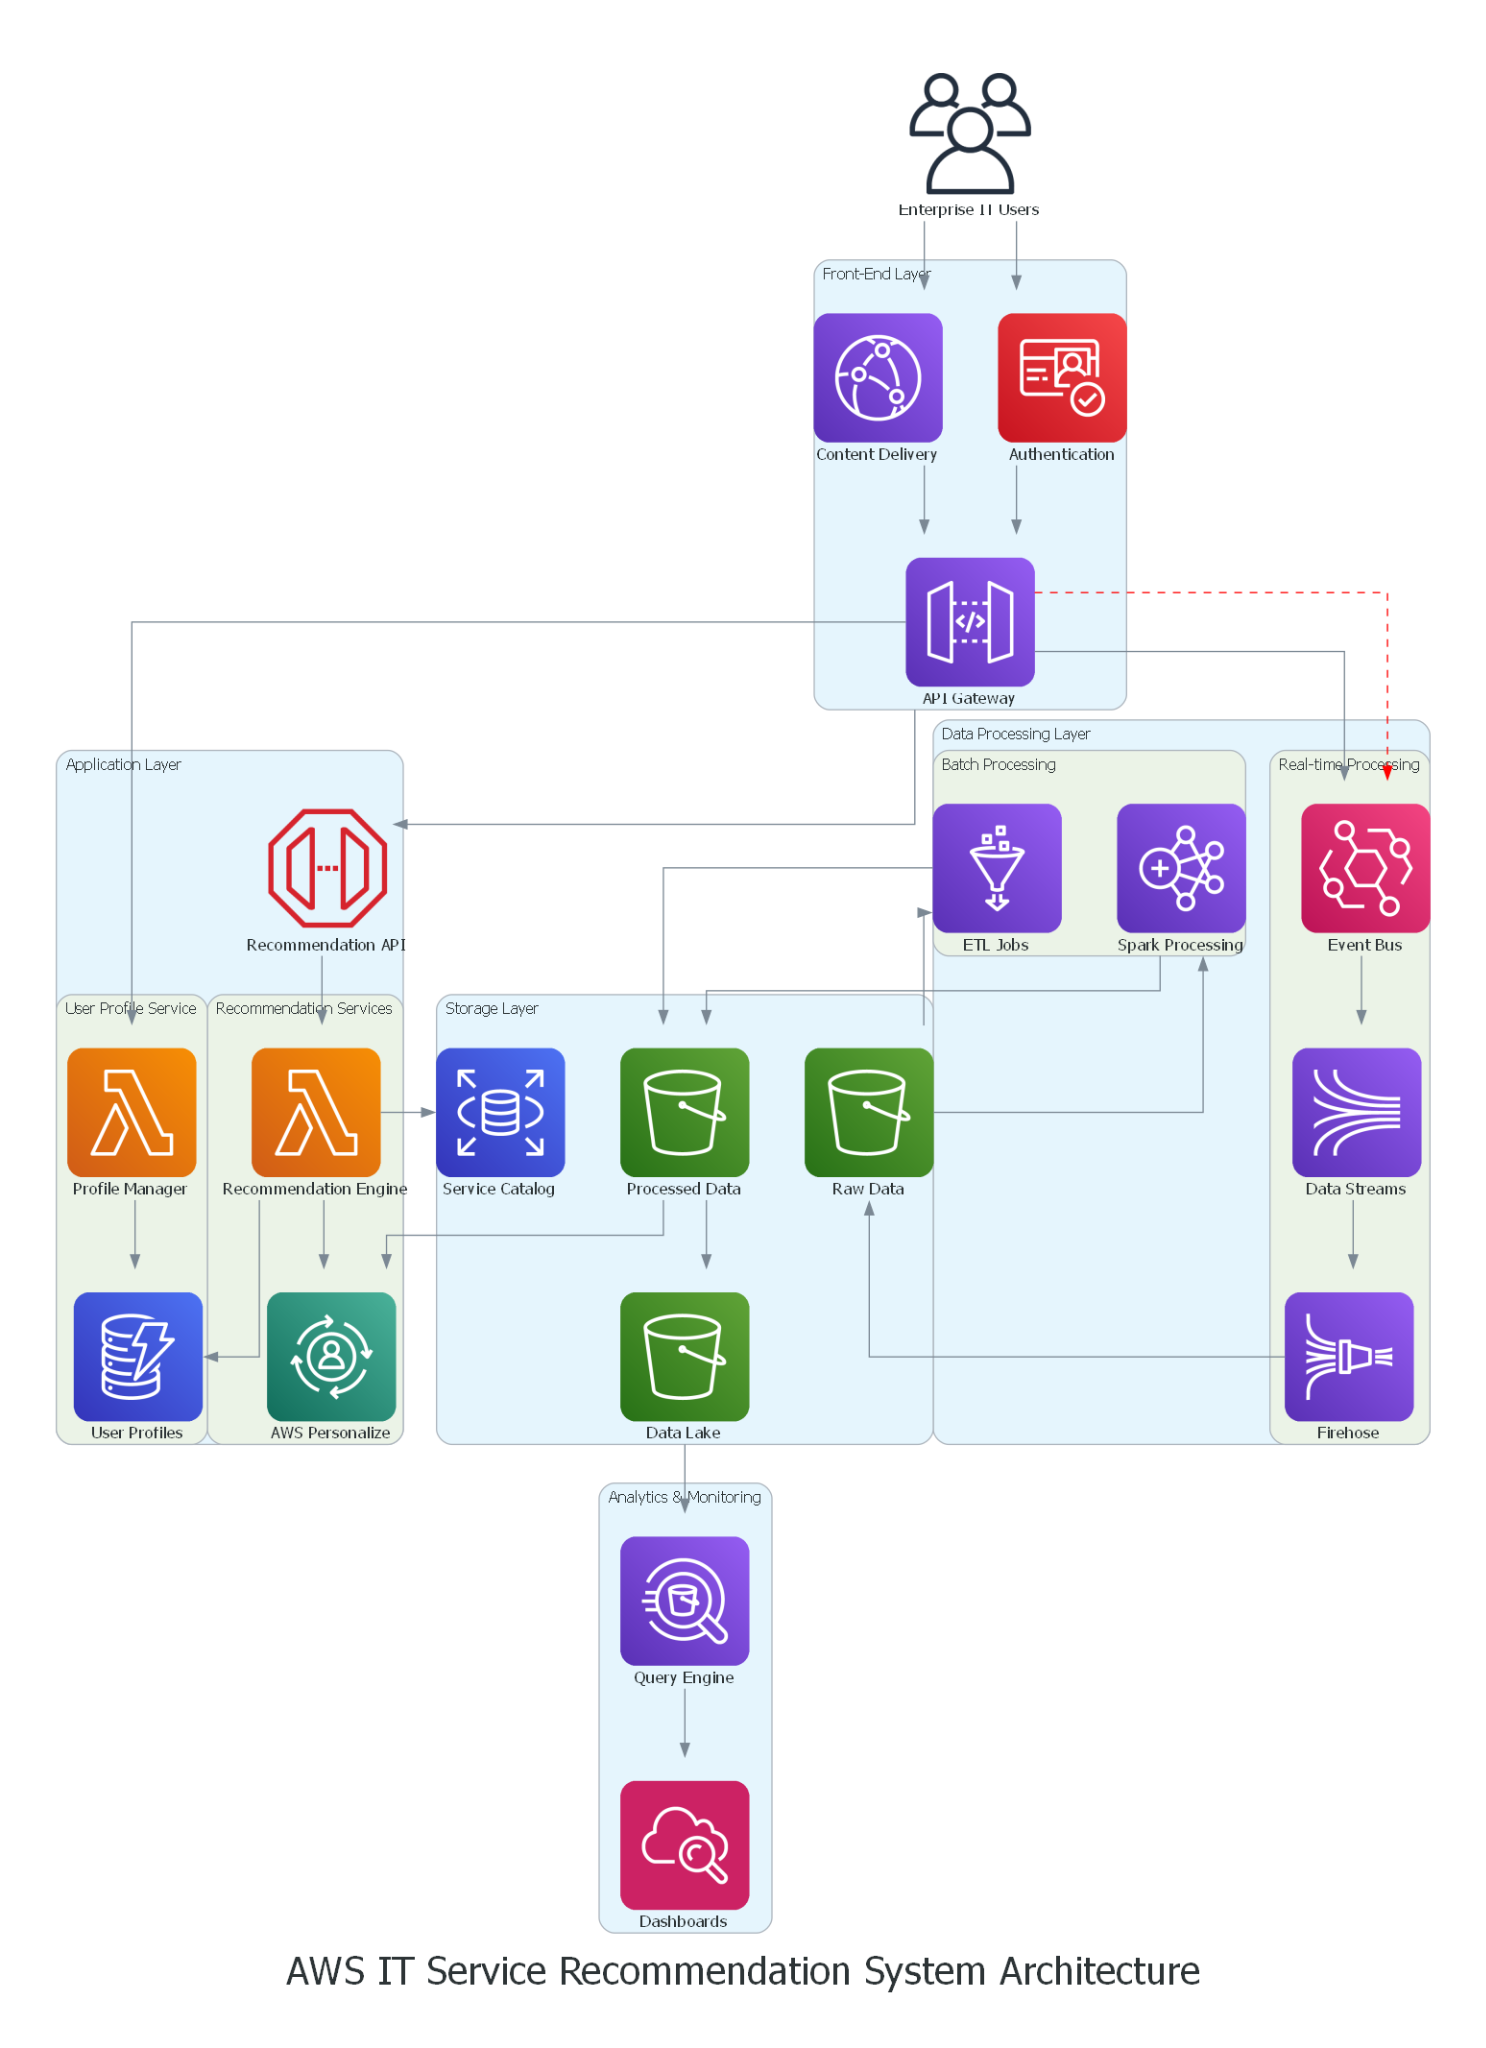 Enterprise IT Users
Front-End Layer
Content Delivery
Authentication
API Gateway
Data Processing Layer
Application Layer
Batch Processing
Real-time Processing
Recommendation API
ETL Jobs
Spark Processing
Event Bus
User Profile Service
Recommendation Services
Storage Layer
Profile Manager
Recommendation Engine
Service Catalog
Processed Data
Raw Data
Data Streams
User Profiles
AWS Personalize
Data Lake
Firehose
Analytics & Monitoring
Query Engine
Dashboards
AWS IT Service Recommendation System Architecture